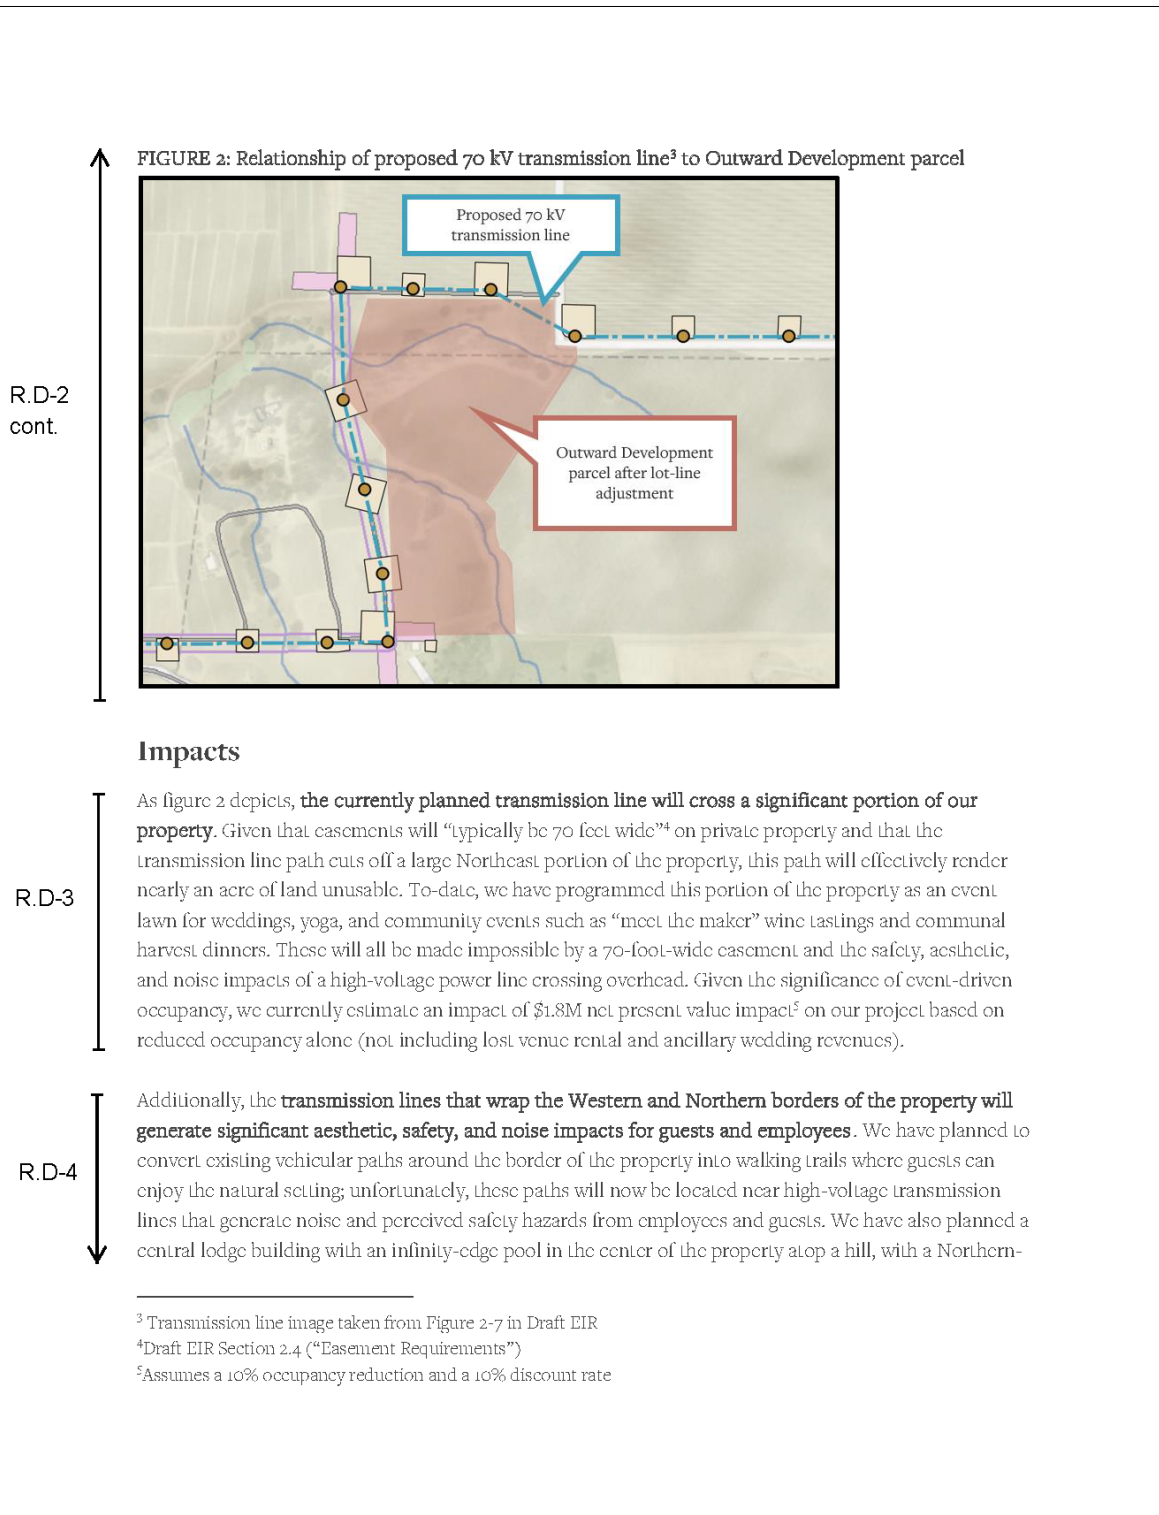 FIGURE 2: Relationship of proposed 70 kV transmission line³ to Outward Development parcel
Proposed 70 kV
transmission line
R.D-2
cont.
Outward Development
parcel after lot-line
adjustment
Impacts
As figure 2 depicts, the currently planned transmission line will cross a significant portion of our
property. Given that easements will “typically be 70 feet wide”⁴ on private property and that the
transmission line path cuts off a large Northeast portion of the property, this path will effectively render
nearly an acre of land unusable. To-date, we have programmed this portion of the property as an event
R.D-3
lawn for weddings, yoga, and community events such as “meet the maker” wine tastings and communal
harvest dinners. These will all be made impossible by a 70-foot-wide easement and the safety, aesthetic,
and noise impacts of a high-voltage power line crossing overhead. Given the significance of event-driven
occupancy, we currently estimate an impact of $1.8M net present value impact⁵ on our project based on
reduced occupancy alone (not including lost venue rental and ancillary wedding revenues).
Additionally, the transmission lines that wrap the Western and Northern borders of the property will
generate significant aesthetic, safety, and noise impacts for guests and employees. We have planned to
convert existing vehicular paths around the border of the property into walking trails where guests can
R.D-4
enjoy the natural setting; unfortunately, these paths will now be located near high-voltage transmission
lines that generate noise and perceived safety hazards from employees and guests. We have also planned a
central lodge building with an infinity-edge pool in the center of the property atop a hill, with a Northern-
³ Transmission line image taken from Figure 2-7 in Draft EIR
⁴Draft EIR Section 2.4 (“Easement Requirements”)
⁵Assumes a 10% occupancy reduction and a 10% discount rate